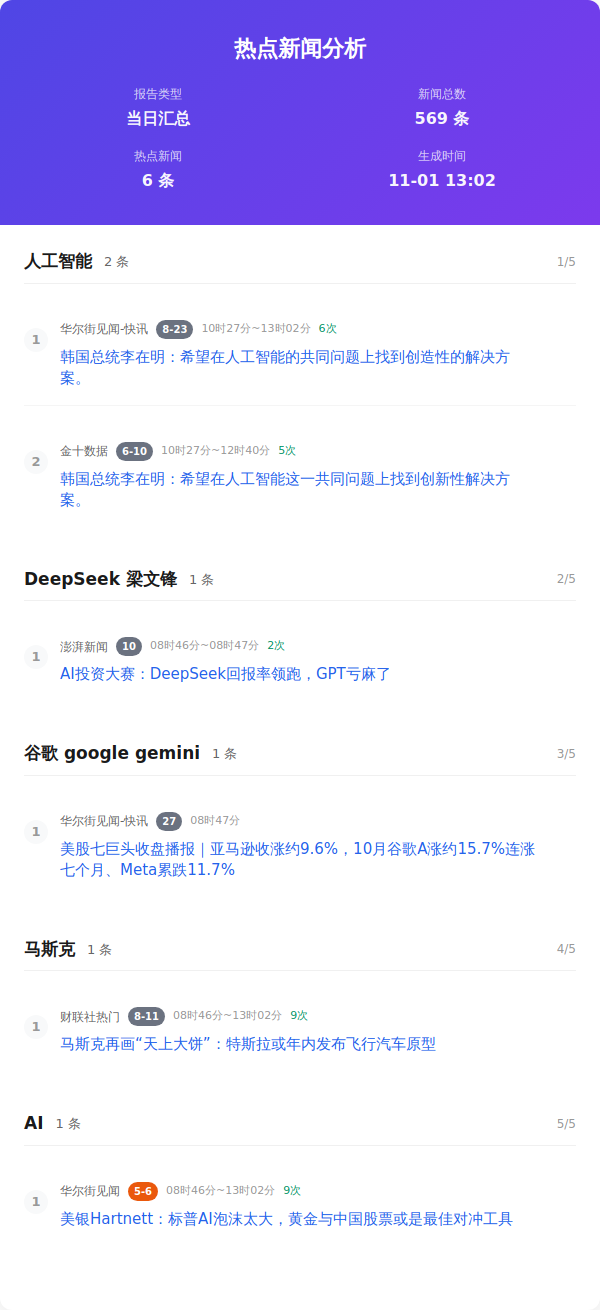 热点新闻分析
报告类型
新闻总数
当日汇总
569 条
热点新闻
生成时间
6 条
11-01 13:02
人工智能 2 条 1/5
1
华尔街见闻-快讯 8-23 10时27分~13时02分 6次
韩国总统李在明：希望在人工智能的共同问题上找到创造性的解决方
案。
2
金十数据 6-10 10时27分~12时40分 5次
韩国总统李在明：希望在人工智能这一共同问题上找到创新性解决方
案。
DeepSeek 梁文锋 1 条 2/5
1
澎湃新闻 10 08时46分~08时47分 2次
AI投资大赛：DeepSeek回报率领跑，GPT亏麻了
谷歌 google gemini 1 条 3/5
1
华尔街见闻-快讯 27 08时47分
美股七巨头收盘播报｜亚马逊收涨约9.6%，10月谷歌A涨约15.7%连涨
七个月、Meta累跌11.7%
马斯克 1 条 4/5
1
财联社热门 8-11 08时46分~13时02分 9次
马斯克再画“天上大饼”：特斯拉或年内发布飞行汽车原型
AI 1 条 5/5
1
华尔街见闻 5-6 08时46分~13时02分 9次
美银Hartnett：标普AI泡沫太大，黄金与中国股票或是最佳对冲工具